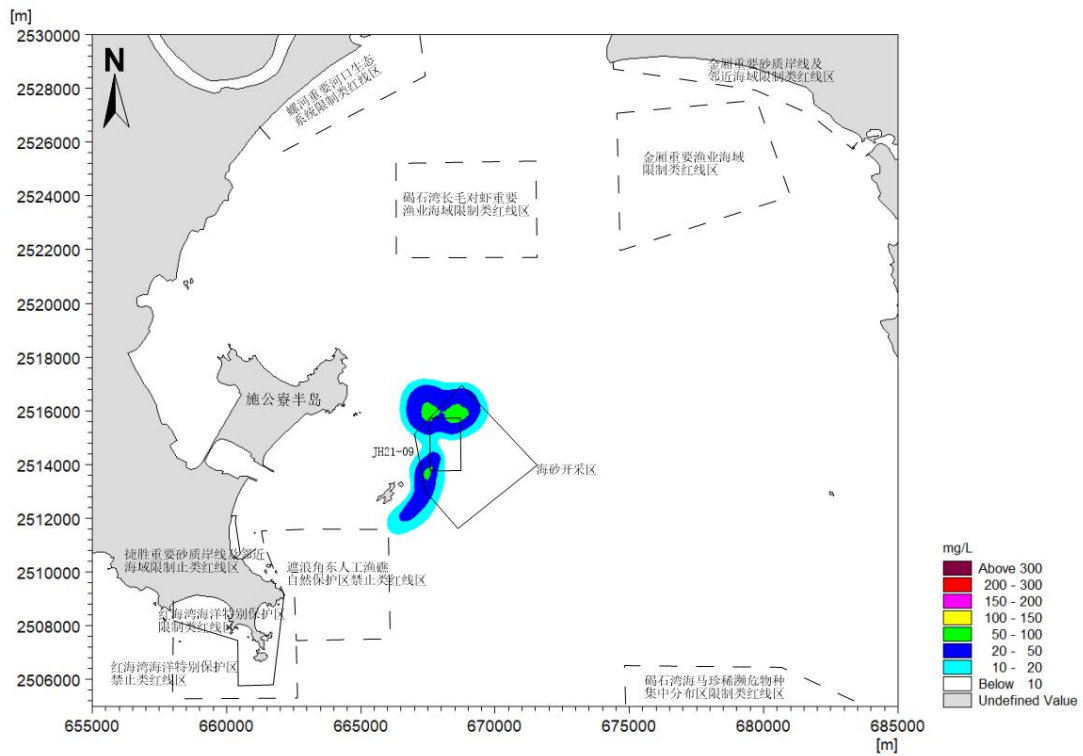 [m]
2530000
2528000
2526000
2524000
2522000
2520000
2518000
2516000
2514000
2512000
2510000
2508000
2506000
N
螺河重要河口生态
系统限制类红线区
金厢重要砂质岸线及
邻近海域限制类红线区
金厢重要渔业海域
限制类红线区
碣石湾长毛对虾重要
渔业海域限制类红线区
施公寮半岛
JH21-09
海砂开采区
捷胜重要砂质岸线及邻近
海域限制止类红线区
遮浪角东人工渔礁
自然保护区禁止类红线区
红海湾海洋特别保护区
限制类红线区
红海湾海洋特别保护区
禁止类红线区
碣石湾海马珍稀濒危物种
集中分布区限制类红线区
655000
660000
665000
670000
675000
680000
685000
[m]
mg/L
Above 300
200 - 300
150 - 200
100 - 150
50 - 100
20 - 50
10 - 20
Below 10
Undefined Value